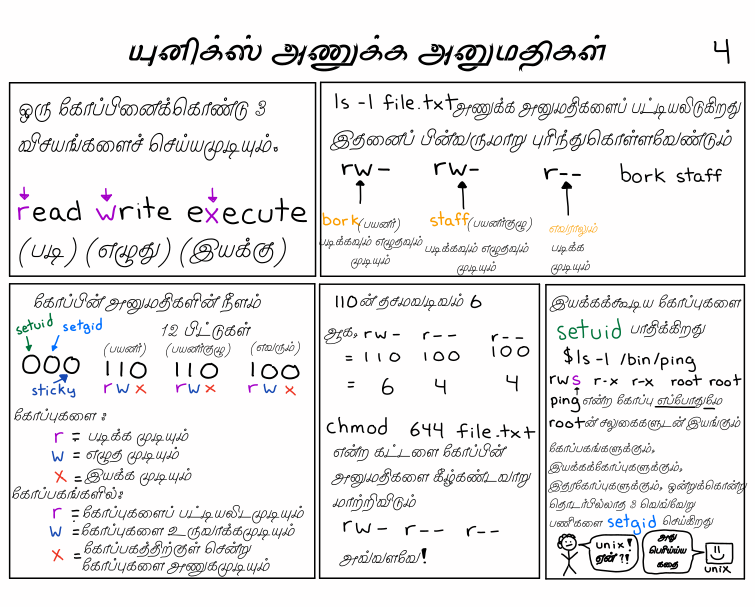 யுனிக்ஸ் அணுக்க அனுமதிகள்
4
ஒரு கோப்பினைக்கொண்டு 3
விசயங்களைச் செய்யமுடியும்.
read write execute
(படி) (எழுது) (இயக்கு)
ls -l file.txt அணுக்க அனுமதிகளைப் பட்டியலிடுகிறது
இதனைப் பின்வருமாறு புரிந்துகொள்ளவேண்டும்
rw- rw- r-- bork staff
bork (பயனர்) staff (பயனர்குழு) எவராலும்
படிக்கவும் எழுதவும் படிக்கவும் எழுதவும் படிக்க
முடியும் முடியும் முடியும்
கோப்பின் அனுமதிகளின் நீளம்
12 பிட்டுகள்
setuid setgid (பயனர்) (பயனர்குழு) (எவரும்)
000 110 110 100
sticky r w x r w x r w x
கோப்புகளை :
r = படிக்க முடியும்
w = எழுத முடியும்
x = இயக்க முடியும்
கோப்பகங்களில்:
r = கோப்புகளைப் பட்டியலிடமுடியும்
w = கோப்புகளை உருவாக்கமுடியும்
x = கோப்பகத்திற்குள் சென்று
கோப்புகளை அணுகமுடியும்
110ன் தசமவடிவம் 6
ஆக, rw- r-- r--
= 110 100 100
= 6 4 4
chmod 644 file.txt
என்ற கட்டளை கோப்பின்
அனுமதிகளை கீழ்கண்டவாறு
மாற்றிவிடும்
rw- r-- r--
அவ்வளவே!
இயக்கக்கூடிய கோப்புகளை
setuid பாதிக்கிறது
$ls -l /bin/ping
rws r-x r-x root root
ping என்ற கோப்பு எப்போதுமே
rootன் சலுகைகளுடன் இயங்கும்
கோப்பகங்களுக்கும்,
இயக்கக்கோப்புகளுக்கும்,
இதரகோப்புகளுக்கும், ஒன்றுக்கொன்று
தொடர்பில்லாத 3 வெவ்வேறு
பணிகளை setgid செய்கிறது
unix!
ஏன்?!
அது
பெரிய்ய
கதை
unix